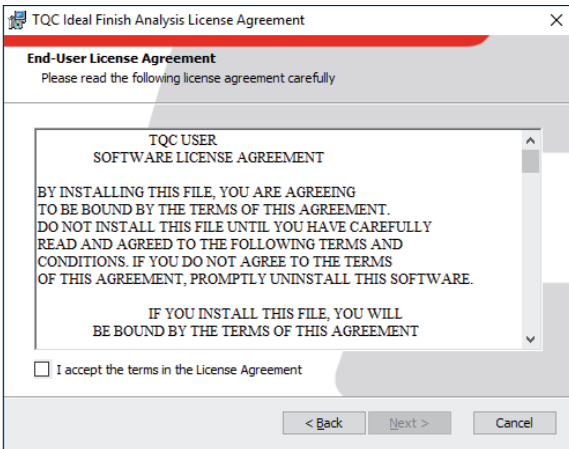 TQC Ideal Finish Analysis License Agreement
End-User License Agreement
Please read the following license agreement carefully
TQC USER
SOFTWARE LICENSE AGREEMENT
BY INSTALLING THIS FILE, YOU ARE AGREEING
TO BE BOUND BY THE TERMS OF THIS AGREEMENT.
DO NOT INSTALL THIS FILE UNTIL YOU HAVE CAREFULLY
READ AND AGREED TO THE FOLLOWING TERMS AND
CONDITIONS. IF YOU DO NOT AGREE TO THE TERMS
OF THIS AGREEMENT, PROMPTLY UNINSTALL THIS SOFTWARE.
IF YOU INSTALL THIS FILE, YOU WILL
BE BOUND BY THE TERMS OF THIS AGREEMENT
I accept the terms in the License Agreement
< Back Next > Cancel